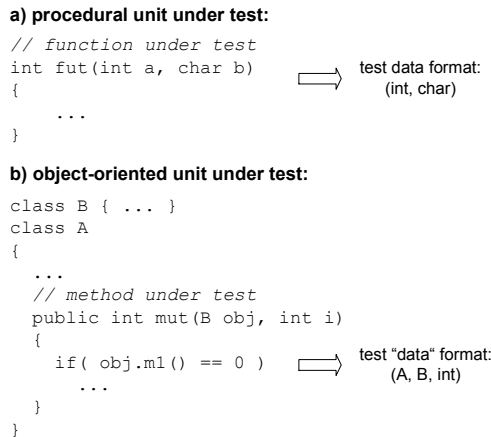 a) procedural unit under test:
// function under test
int fut(int a, char b)
{
...
}
test data format:
(int, char)
b) object-oriented unit under test:
class B { ... }
class A
{
...
// method under test
public int mut(B obj, int i)
{
if( obj.m1() == 0 )
...
}
}
test “data“ format:
(A, B, int)